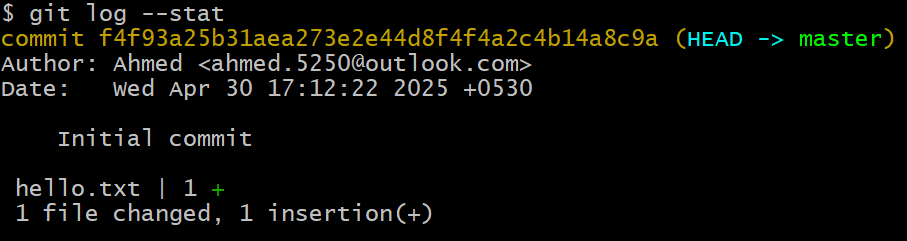 $ git log --stat
commit f4f93a25b31aea273e2e44d8f4f4a2c4b14a8c9a (HEAD -> master)
Author: Ahmed <ahmed.5250@outlook.com>
Date:   Wed Apr 30 17:12:22 2025 +0530

    Initial commit

 hello.txt | 1 +
 1 file changed, 1 insertion(+)